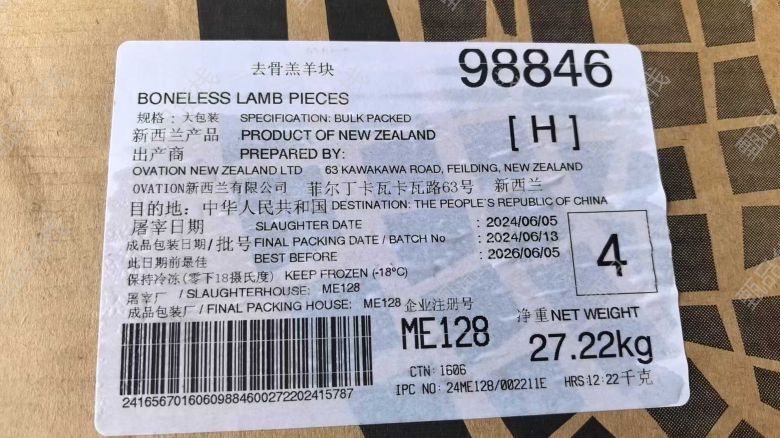 去骨羔羊块
98846
BONELESS LAMB PIECES
规格：大包装 SPECIFICATION: BULK PACKED
新西兰产品 PRODUCT OF NEW ZEALAND
[H]
出产商 PREPARED BY:
OVATION NEW ZEALAND LTD 63 KAWAKAWA ROAD, FEILDING, NEW ZEALAND
OVATION新西兰有限公司 菲尔丁卡瓦卡瓦路63号 新西兰
目的地：中华人民共和国 DESTINATION: THE PEOPLE'S REPUBLIC OF CHINA
屠宰日期 SLAUGHTER DATE : 2024/06/05
成品包装日期/批号 FINAL PACKING DATE / BATCH No : 2024/06/13
此日期前最佳 BEST BEFORE : 2026/06/05
4
保持冷冻(零下18摄氏度) KEEP FROZEN (-18°C)
屠宰厂 / SLAUGHTERHOUSE: ME128
成品包装厂 / FINAL PACKING HOUSE: ME128 企业注册号
ME128
净重 NET WEIGHT
27.22kg
千克
CTN: 1606
IPC NO: 24ME128/002211E HRS:12:22
24165670160609884600272202415787